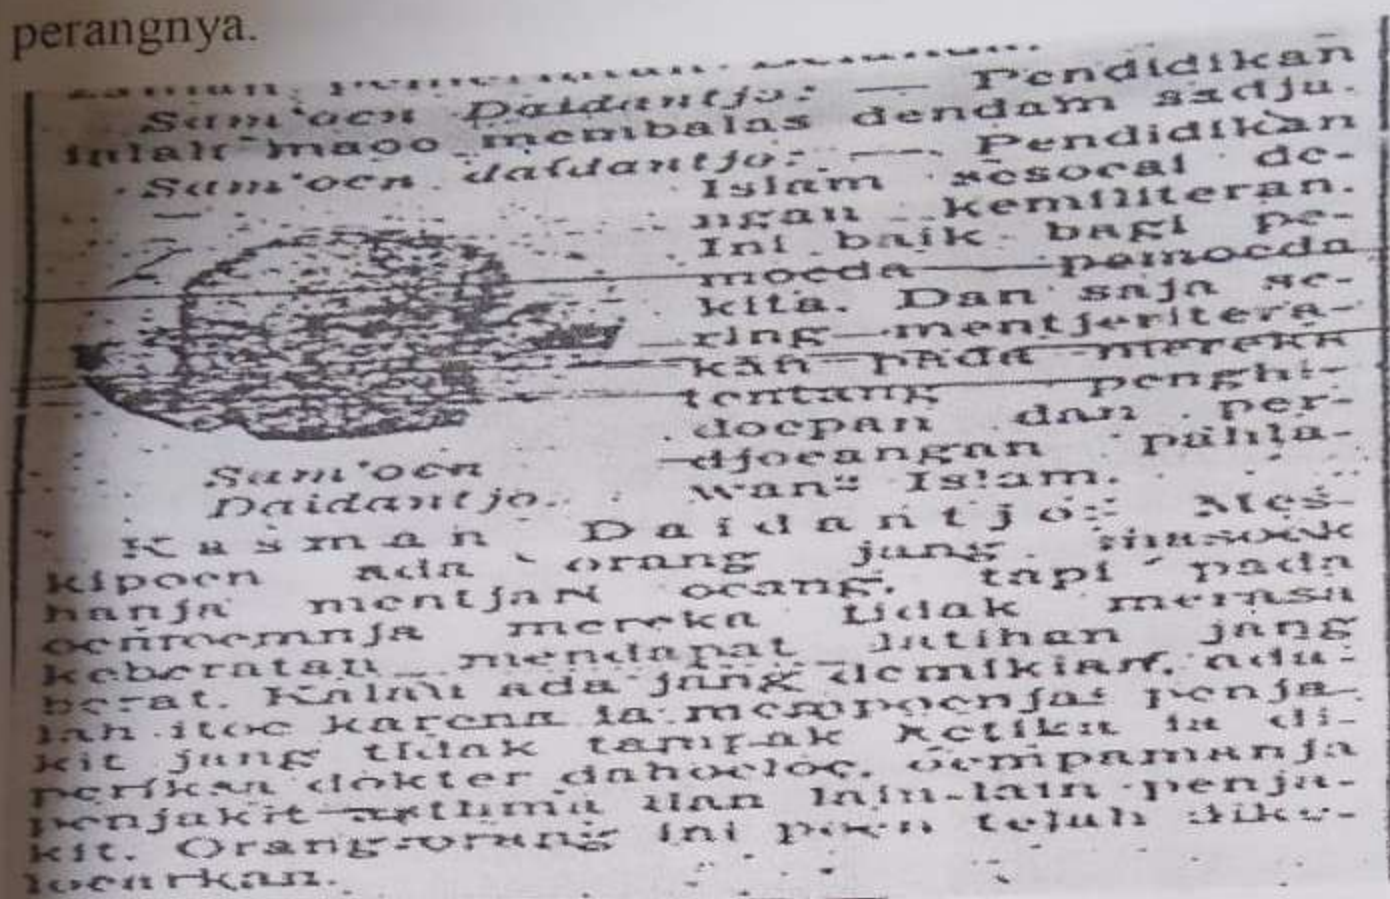 perangnya.
Sam'oen Daidantjo: — Pendidikan
inlah maoo membalas dendam sadju.
Sam'oen daidantjo: — Pendidikan
Islam sesoeai de-
ngan kemiliteran.
Ini baik bagi pe-
moeda — pemoeda
kita. Dan saja se-
ring mentjeritera-
kan pada mereka
tentang penghi-
doepan dan per-
djoeangan pahla-
wan² Islam.
Sam'oen
Daidantjo.
Kasman Daidantjo: Mes-
kipoen ada orang jang masoek
hanja mentjari oeang, tapi pada
oemoemnja mereka tidak merasa
keberatan mendapat latihan jang
berat. Kalau ada jang demikian, ada-
lah itoe karena ia mempoenjai penja-
kit jang tidak tampak ketika ia di-
periksa dokter dahoeloe, oempamanja
penjakit asthma dan lain-lain penja-
kit. Orang-orang ini poen telah dike-
loearkan.